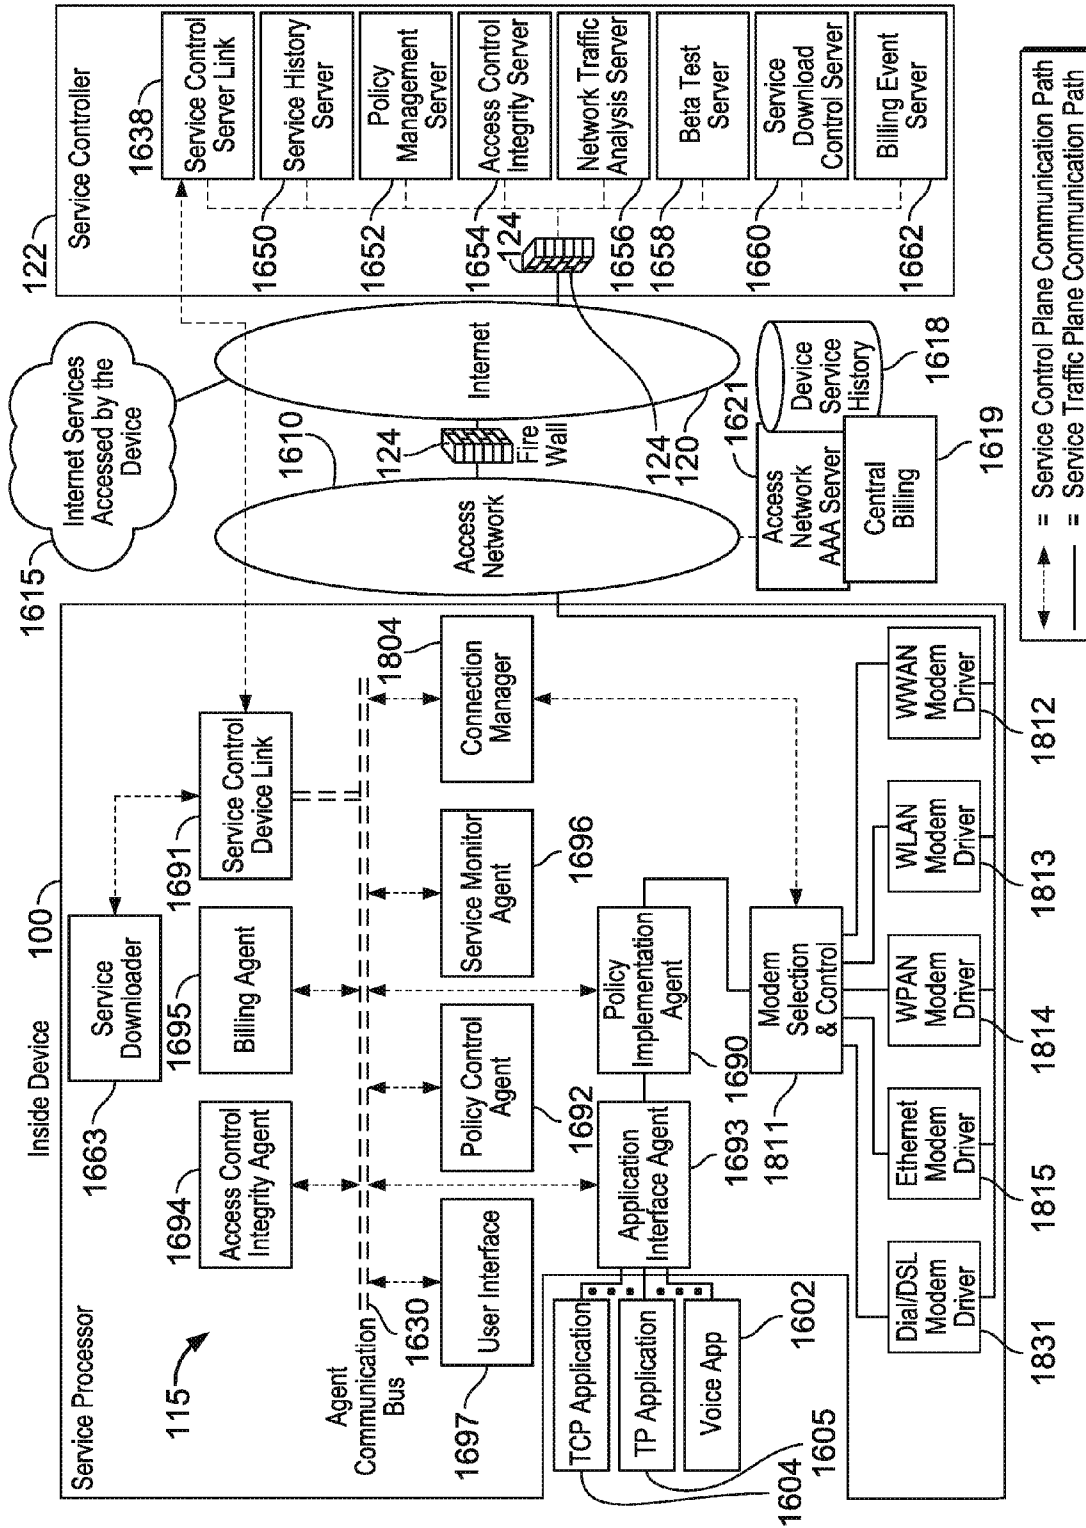 Service Processor
115
Inside Device
100
Service
Downloader
1663
1694
Access Control
Integrity Agent
1695
Billing Agent
1691
Service Control
Device Link
Agent
Communication
Bus
1630
User Interface
1697
Policy Control
Agent
1692
Service Monitor
Agent
1696
1804
Connection
Manager
TCP Application
TP Application
Voice App
1604
1605
1602
Application
Interface Agent
1693
Policy
Implementation
Agent
1690
Modem
Selection
& Control
1811
Dial/DSL
Modem
Driver
1831
Ethernet
Modem
Driver
1815
WPAN
Modem
Driver
1814
WLAN
Modem
Driver
1813
WWAN
Modem
Driver
1812
1615
Internet Services
Accessed by the
Device
1610
Access
Network
124
Fire
Wall
Internet
124
120
1621
Access
Network
AAA Server
Device
Service
History
1618
Central
Billing
1619
122
Service Controller
1638
Service Control
Server Link
1650
Service History
Server
1652
Policy
Management
Server
1654
Access Control
Integrity Server
124
1656
Network Traffic
Analysis Server
1658
Beta Test
Server
1660
Service
Download
Control Server
1662
Billing Event
Server
= Service Control Plane Communication Path
= Service Traffic Plane Communication Path